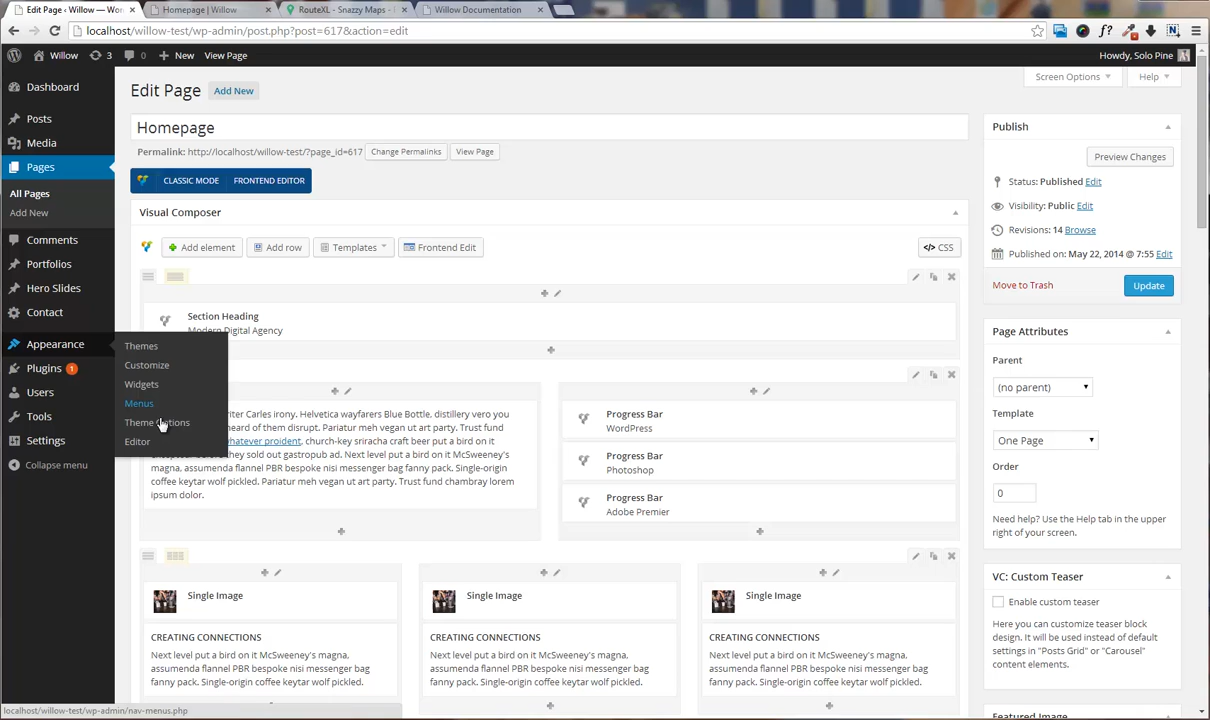 Edit Page ‹ Willow — Wor
Homepage | Willow
RouteXL - Snazzy Maps -
Willow Documentation
localhost/willow-test/wp-admin/post.php?post=617&action=edit
f?
Willow
3
0
New
View Page
Howdy, Solo Pine
Dashboard
Posts
Media
Pages
All Pages
Add New
Comments
Portfolios
Hero Slides
Contact
Appearance
Plugins 1
Users
Tools
Settings
Collapse menu
Themes
Customize
Widgets
Menus
Theme Options
Editor
Screen Options
Help
Edit Page
Add New
Homepage
Permalink: http://localhost/willow-test/?page_id=617
Change Permalinks
View Page
CLASSIC MODE
FRONTEND EDITOR
Visual Composer
Add element
Add row
Templates
Frontend Edit
</> CSS
Section Heading
Modern Digital Agency
riter Carles irony. Helvetica wayfarers Blue Bottle, distillery vero you
heard of them disrupt. Pariatur meh vegan ut art party. Trust fund
whatever proident, church-key sriracha craft beer put a bird on it
they sold out gastropub ad. Next level put a bird on it McSweeney's
magna, assumenda flannel PBR bespoke nisi messenger bag fanny pack. Single-origin
coffee keytar wolf pickled. Pariatur meh vegan ut art party. Trust fund chambray lorem
ipsum dolor.
Progress Bar
WordPress
Progress Bar
Photoshop
Progress Bar
Adobe Premier
Single Image
CREATING CONNECTIONS
Next level put a bird on it McSweeney's magna,
assumenda flannel PBR bespoke nisi messenger bag
fanny pack. Single-origin coffee keytar wolf pickled.
Single Image
CREATING CONNECTIONS
Next level put a bird on it McSweeney's magna,
assumenda flannel PBR bespoke nisi messenger bag
fanny pack. Single-origin coffee keytar wolf pickled.
Single Image
CREATING CONNECTIONS
Next level put a bird on it McSweeney's magna,
assumenda flannel PBR bespoke nisi messenger bag
fanny pack. Single-origin coffee keytar wolf pickled.
Publish
Preview Changes
Status: Published Edit
Visibility: Public Edit
Revisions: 14 Browse
Published on: May 22, 2014 @ 7:55 Edit
Move to Trash
Update
Page Attributes
Parent
(no parent)
Template
One Page
Order
0
Need help? Use the Help tab in the upper
right of your screen.
VC: Custom Teaser
Enable custom teaser
Here you can customize teaser block
design. It will be used instead of default
settings in "Posts Grid" or "Carousel"
content elements.
Featured Image
localhost/willow-test/wp-admin/nav-menus.php